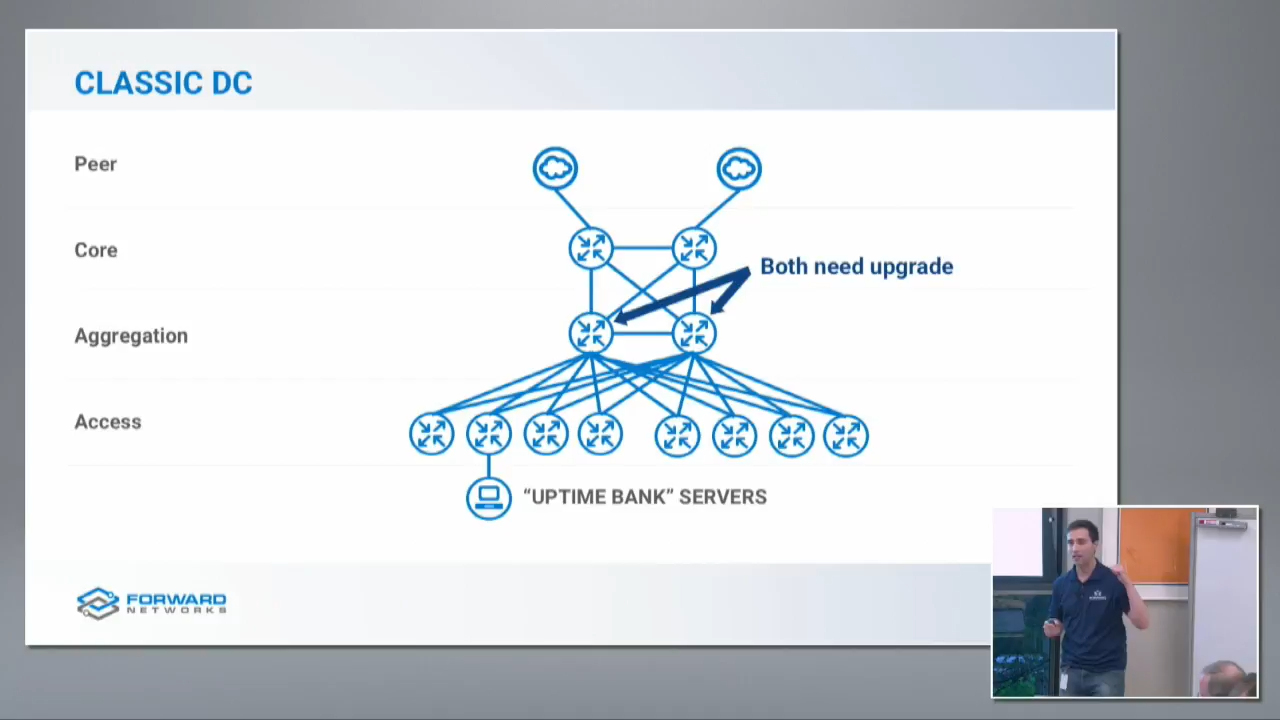 CLASSIC DC
Peer
Core
Both need upgrade
Aggregation
Access
“UPTIME BANK” SERVERS
FORWARD
NETWORKS